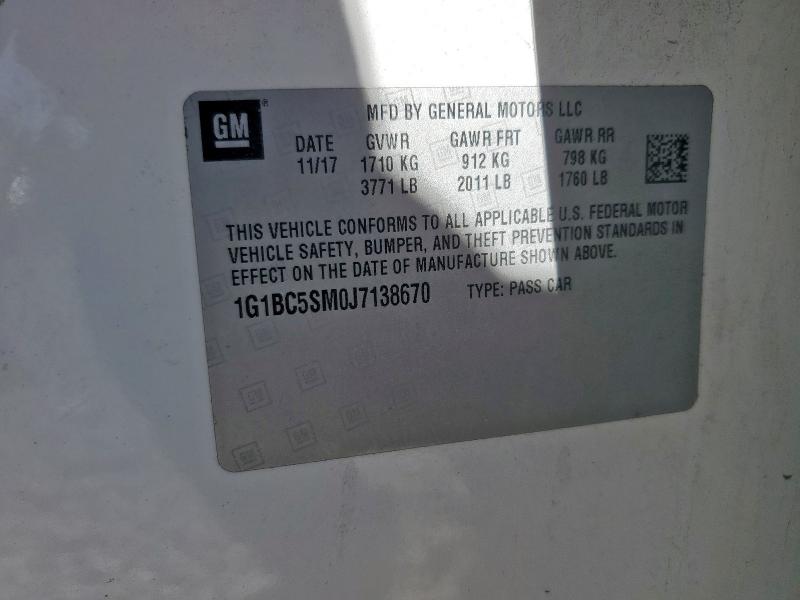 GM
MFD BY GENERAL MOTORS LLC
DATE GVWR GAWR FRT GAWR RR
11/17 1710 KG 912 KG 798 KG
3771 LB 2011 LB 1760 LB
THIS VEHICLE CONFORMS TO ALL APPLICABLE U.S. FEDERAL MOTOR
VEHICLE SAFETY, BUMPER, AND THEFT PREVENTION STANDARDS IN
EFFECT ON THE DATE OF MANUFACTURE SHOWN ABOVE.
1G1BC5SM0J7138670 TYPE: PASS CAR